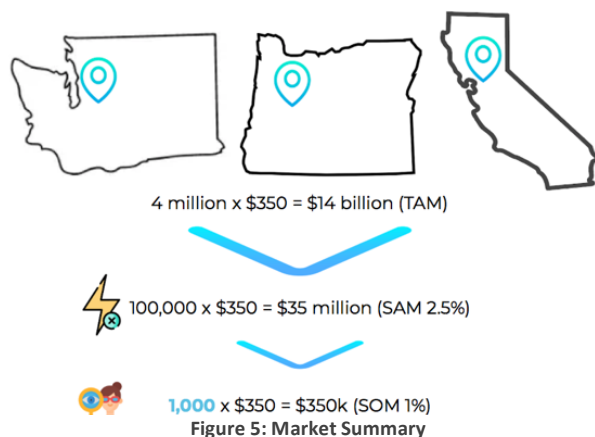 4 million x $350 = $14 billion (TAM)
100,000 x $350 = $35 million (SAM 2.5%)
1,000 x $350 = $350k (SOM 1%)
Figure 5: Market Summary